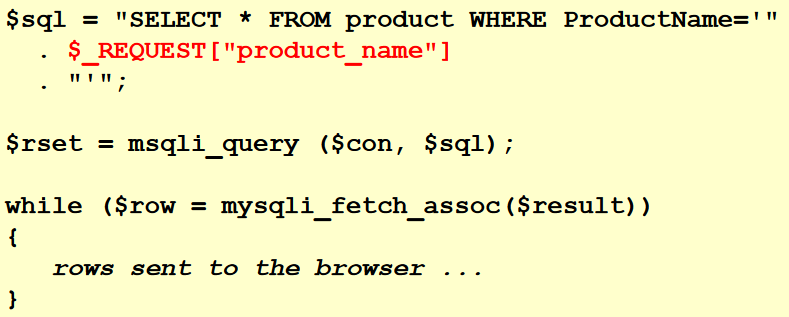 $sql = "SELECT * FROM product WHERE ProductName='"
. $_REQUEST["product_name"]
. "'";
$rset = msqli_query ($con, $sql);
while ($row = mysqli_fetch_assoc($result))
{
rows sent to the browser ...
}